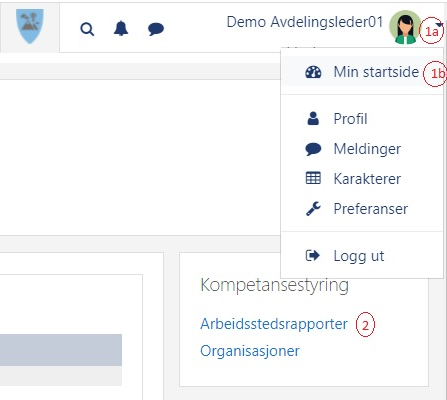 Demo Avdelingsleder01 1a
Min startside 1b
Profil
Meldinger
Karakterer
Preferanser
Logg ut
Kompetansestyring
Arbeidsstedsrapporter 2
Organisasjoner